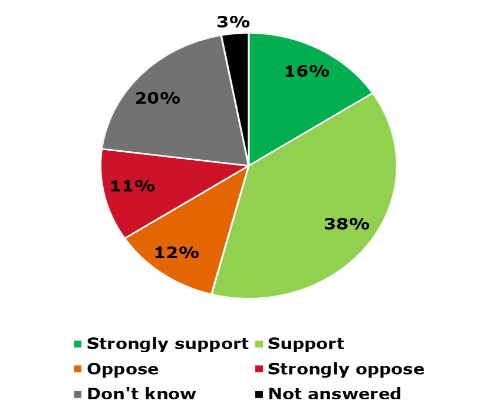 3%
16%
20%
11%
38%
12%
Strongly support Support
Oppose Strongly oppose
Don't know Not answered